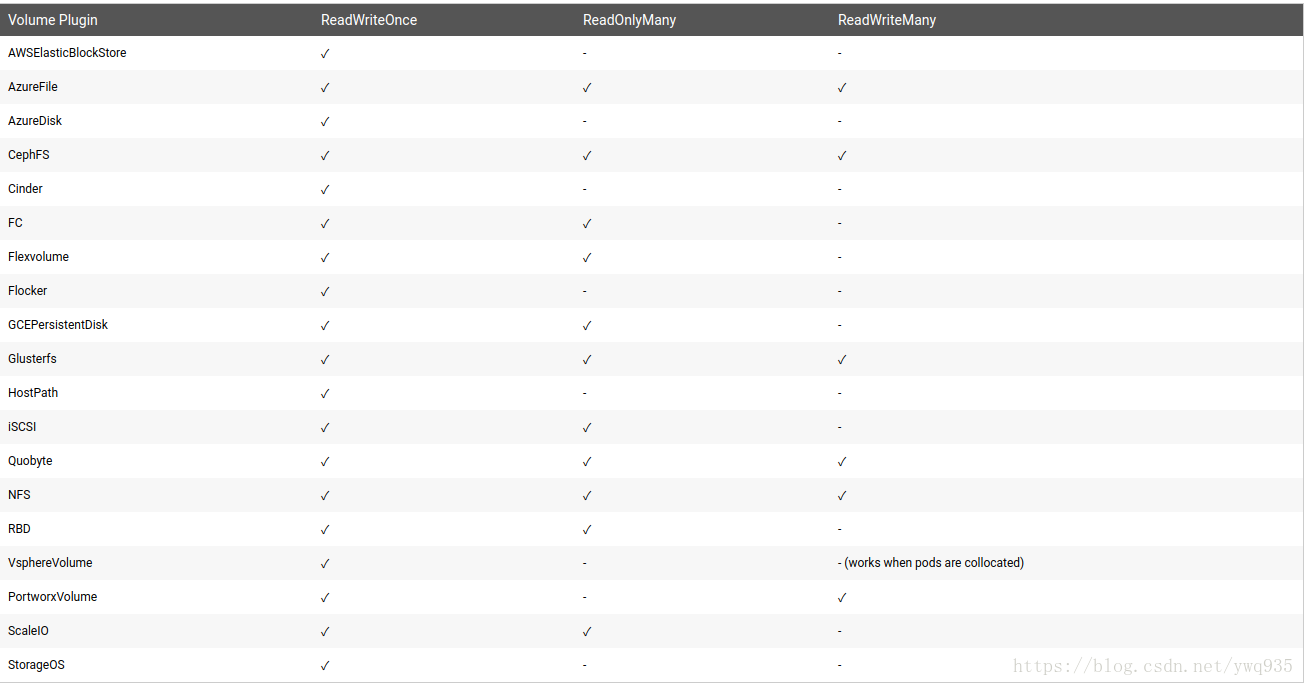 Volume Plugin ReadWriteOnce ReadOnlyMany ReadWriteMany
AWSElasticBlockStore ✓ - -
AzureFile ✓ ✓ ✓
AzureDisk ✓ - -
CephFS ✓ ✓ ✓
Cinder ✓ - -
FC ✓ ✓ -
Flexvolume ✓ ✓ -
Flocker ✓ - -
GCEPersistentDisk ✓ ✓ -
Glusterfs ✓ ✓ ✓
HostPath ✓ - -
iSCSI ✓ ✓ -
Quobyte ✓ ✓ ✓
NFS ✓ ✓ ✓
RBD ✓ ✓ -
VsphereVolume ✓ - - (works when pods are collocated)
PortworxVolume ✓ - ✓
ScaleIO ✓ ✓ -
StorageOS ✓ - -
https://blog.csdn.net/ywq935